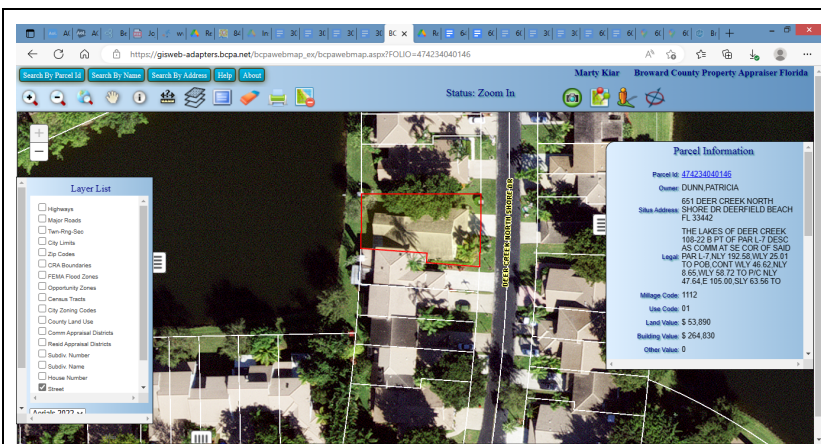 https://gisweb-adapters.bcpa.net/bcpawebmap_ex/bcpawebmap.aspx?FOLIO=474234040146
Search By Parcel Id
Search By Name
Search By Address
Help
About
Marty Kiar
Broward County Property Appraiser Florida
Status: Zoom In
+
−
Layer List
Highways
Major Roads
Twn-Rng-Sec
City Limits
Zip Codes
CRA Boundaries
FEMA Flood Zones
Opportunity Zones
Census Tracts
City Zoning Codes
County Land Use
Comm Appraisal Districts
Resid Appraisal Districts
Subdiv. Number
Subdiv. Name
House Number
Street
Aerials 2022
DEER CREEK NORTH SHORE DR
Parcel Information
Parcel Id: 474234040146
Owner: DUNN,PATRICIA
Situs Address: 651 DEER CREEK NORTH
SHORE DR DEERFIELD BEACH
FL 33442
Legal: THE LAKES OF DEER CREEK
108-22 B PT OF PAR L-7 DESC
AS COMM AT SE COR OF SAID
PAR L-7,NLY 192.58,WLY 25.01
TO POB,CONT WLY 46.62,NLY
8.65,WLY 58.72 TO P/C NLY
47.64,E 105.00,SLY 63.56 TO
Millage Code: 1112
Use Code: 01
Land Value: $ 53,890
Building Value: $ 264,830
Other Value: 0